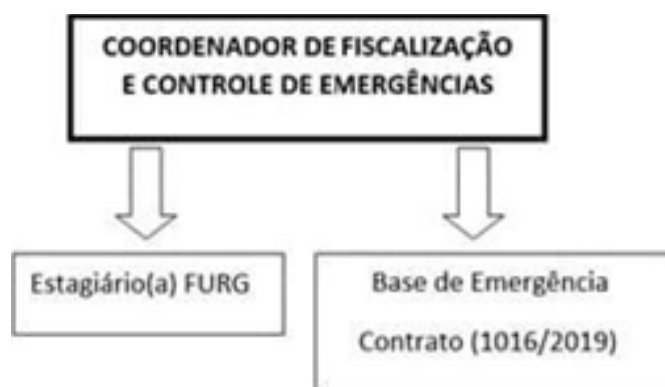 COORDENADOR DE FISCALIZAÇÃO
E CONTROLE DE EMERGÊNCIAS
Estagiário(a) FURG
Base de Emergência
Contrato (1016/2019)